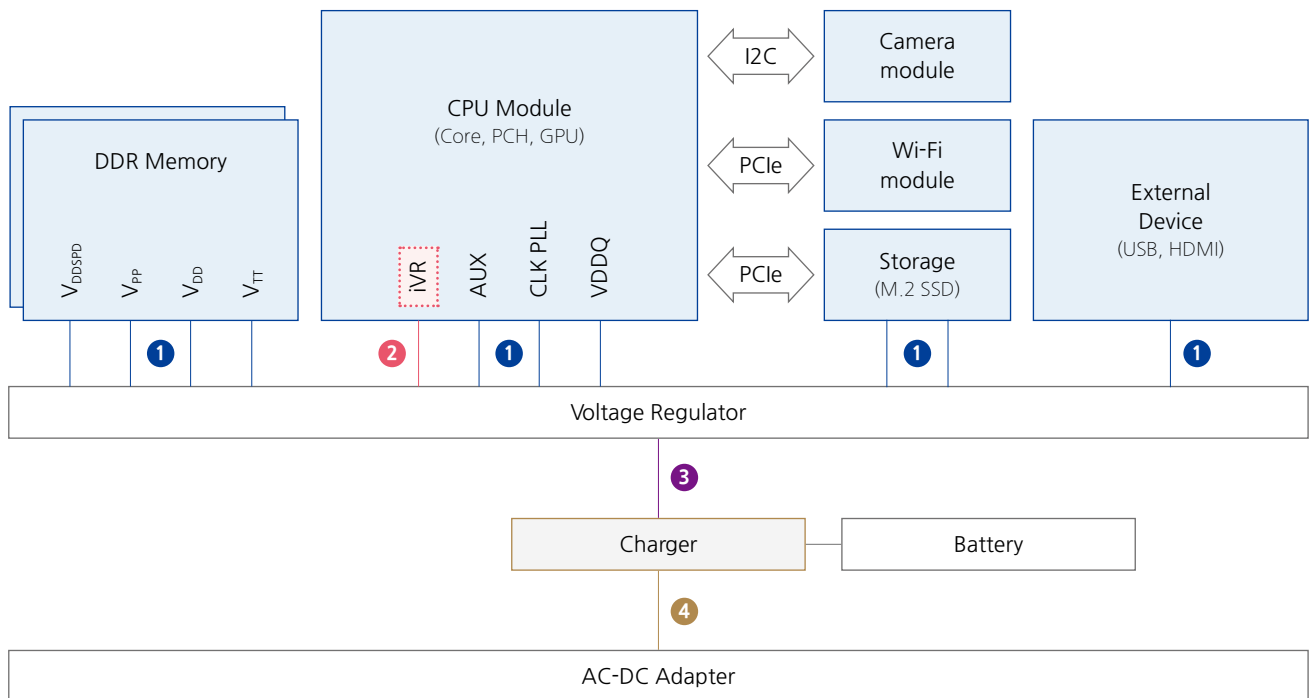 CPU Module
(Core, PCH, GPU)
iVR
AUX
CLK PLL
VDDQ
I2C
Camera
module
DDR Memory
VDDSPD
VPP
VDD
VTT
PCIe
Wi-Fi
module
PCIe
Storage
(M.2 SSD)
External
Device
(USB, HDMI)
1
2
1
1
1
Voltage Regulator
3
Charger
Battery
4
AC-DC Adapter